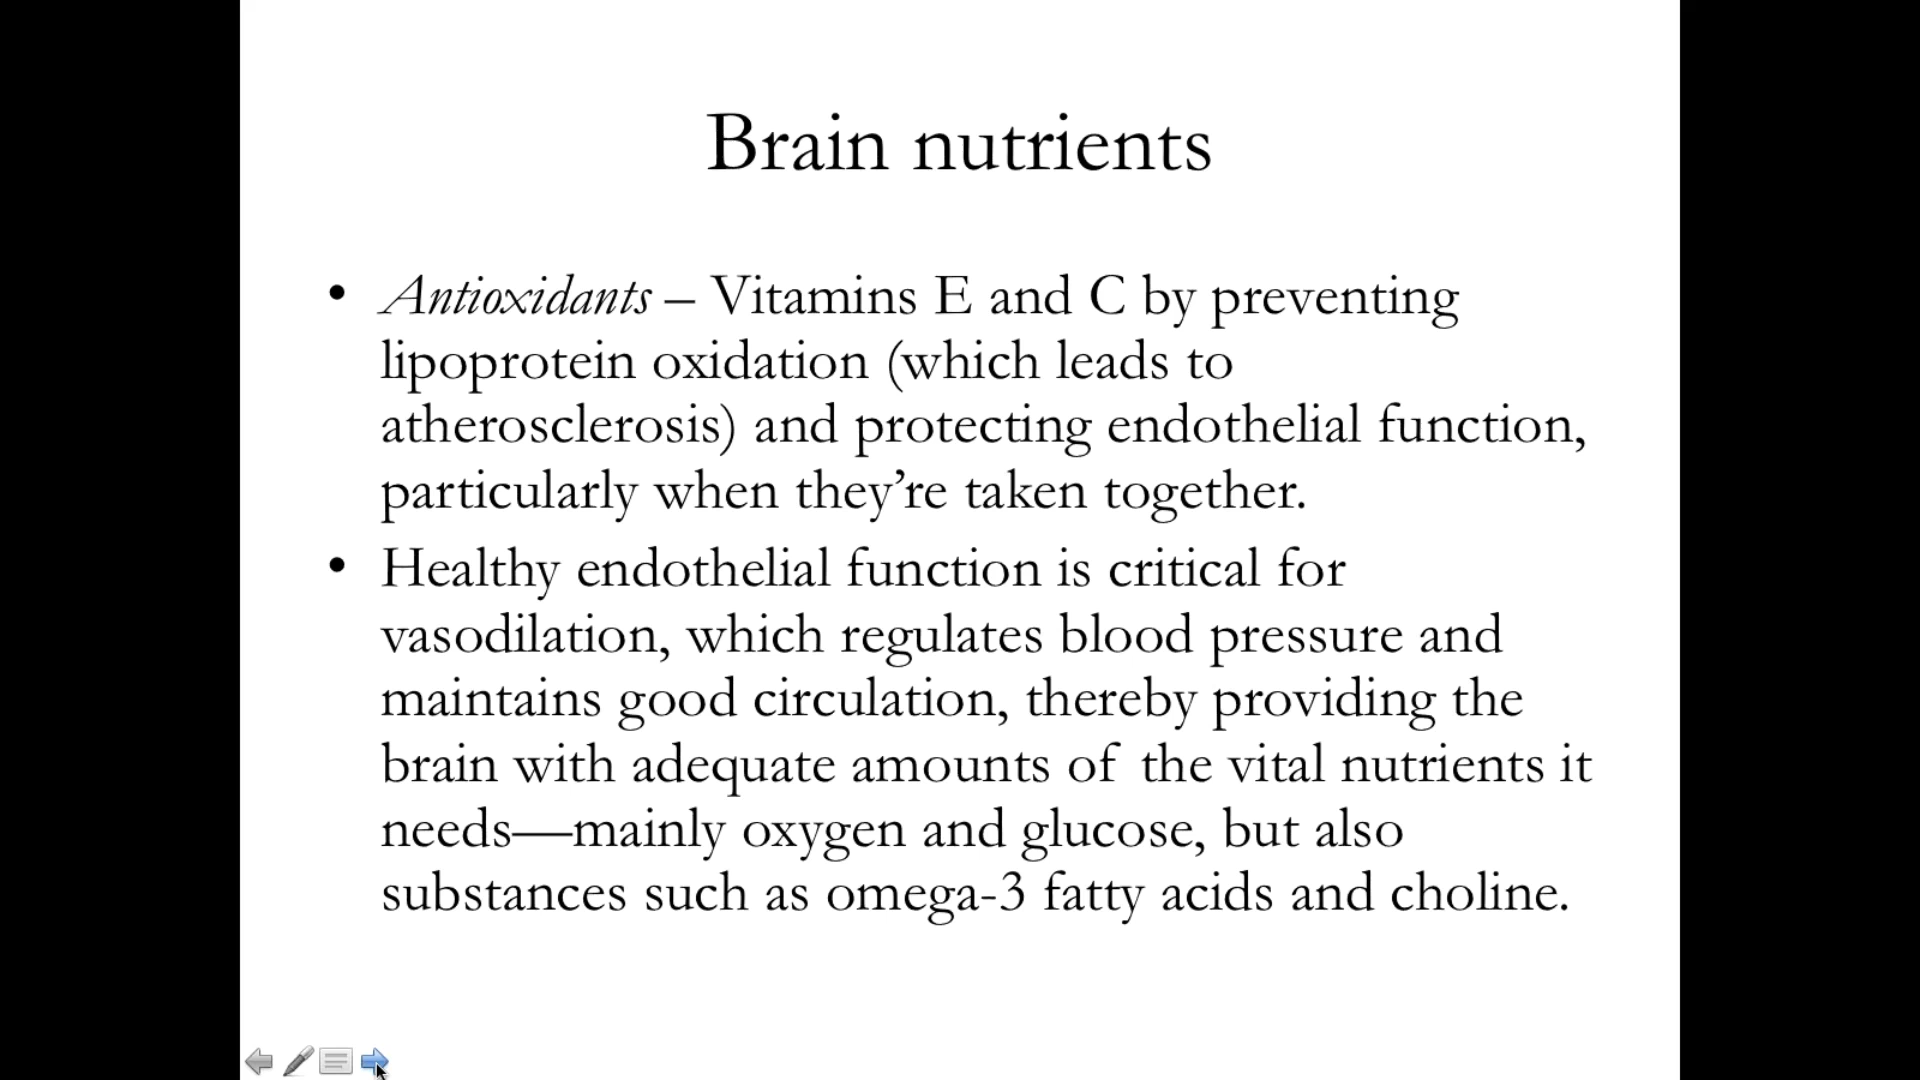 Brain nutrients
• Antioxidants – Vitamins E and C by preventing
lipoprotein oxidation (which leads to
atherosclerosis) and protecting endothelial function,
particularly when they’re taken together.
• Healthy endothelial function is critical for
vasodilation, which regulates blood pressure and
maintains good circulation, thereby providing the
brain with adequate amounts of the vital nutrients it
needs—mainly oxygen and glucose, but also
substances such as omega-3 fatty acids and choline.